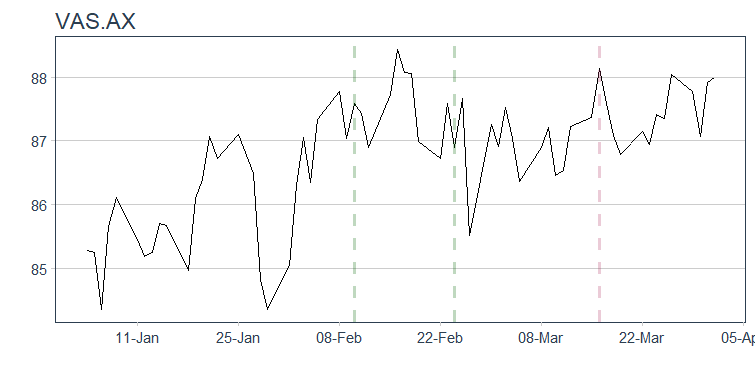 VAS.AX
88
87
86
85
11-Jan
25-Jan
08-Feb
22-Feb
08-Mar
22-Mar
05-Ap